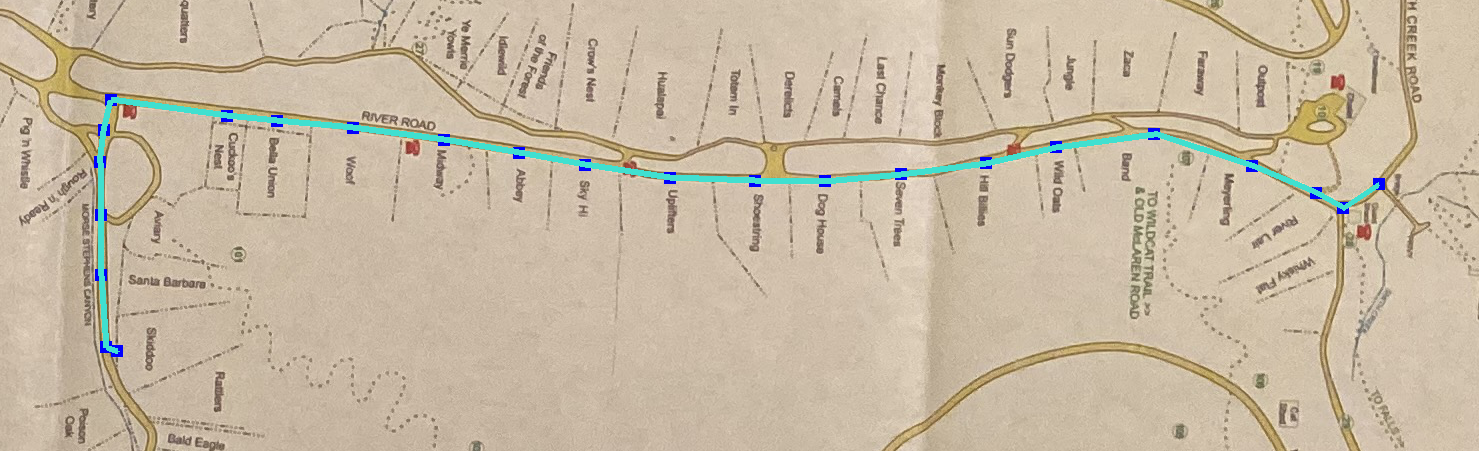 quatters
Ye Merrie
Yowls
27
Idlewild
Friends
of the Forest
Crow's Nest
Hualapai
Totem In
Derelicts
Camels
Last Chance
Monkey Block
Sun Dodgers
Jungle
Zaca
Faraway
Outpost
H CREEK ROAD
RIVER ROAD
Pig 'n Whistle
Rough 'n Ready
Cuckoo's
Nest
Bella Union
Woof
Midway
Abbey
Sky Hi
Uplifters
Shoestring
Dog House
Seven Trees
Hill Billies
Wild Oats
Band
TO WILDCAT TRAIL >>
& OLD McLAREN ROAD
Meyerling
River Lair
Whisky Flat
MORSE STEPHENS CANYON
Aviary
101
Santa Barbara
Skiddoo
Rattlers
Poison
Oak
Bald Eagle
TO FALLS >>